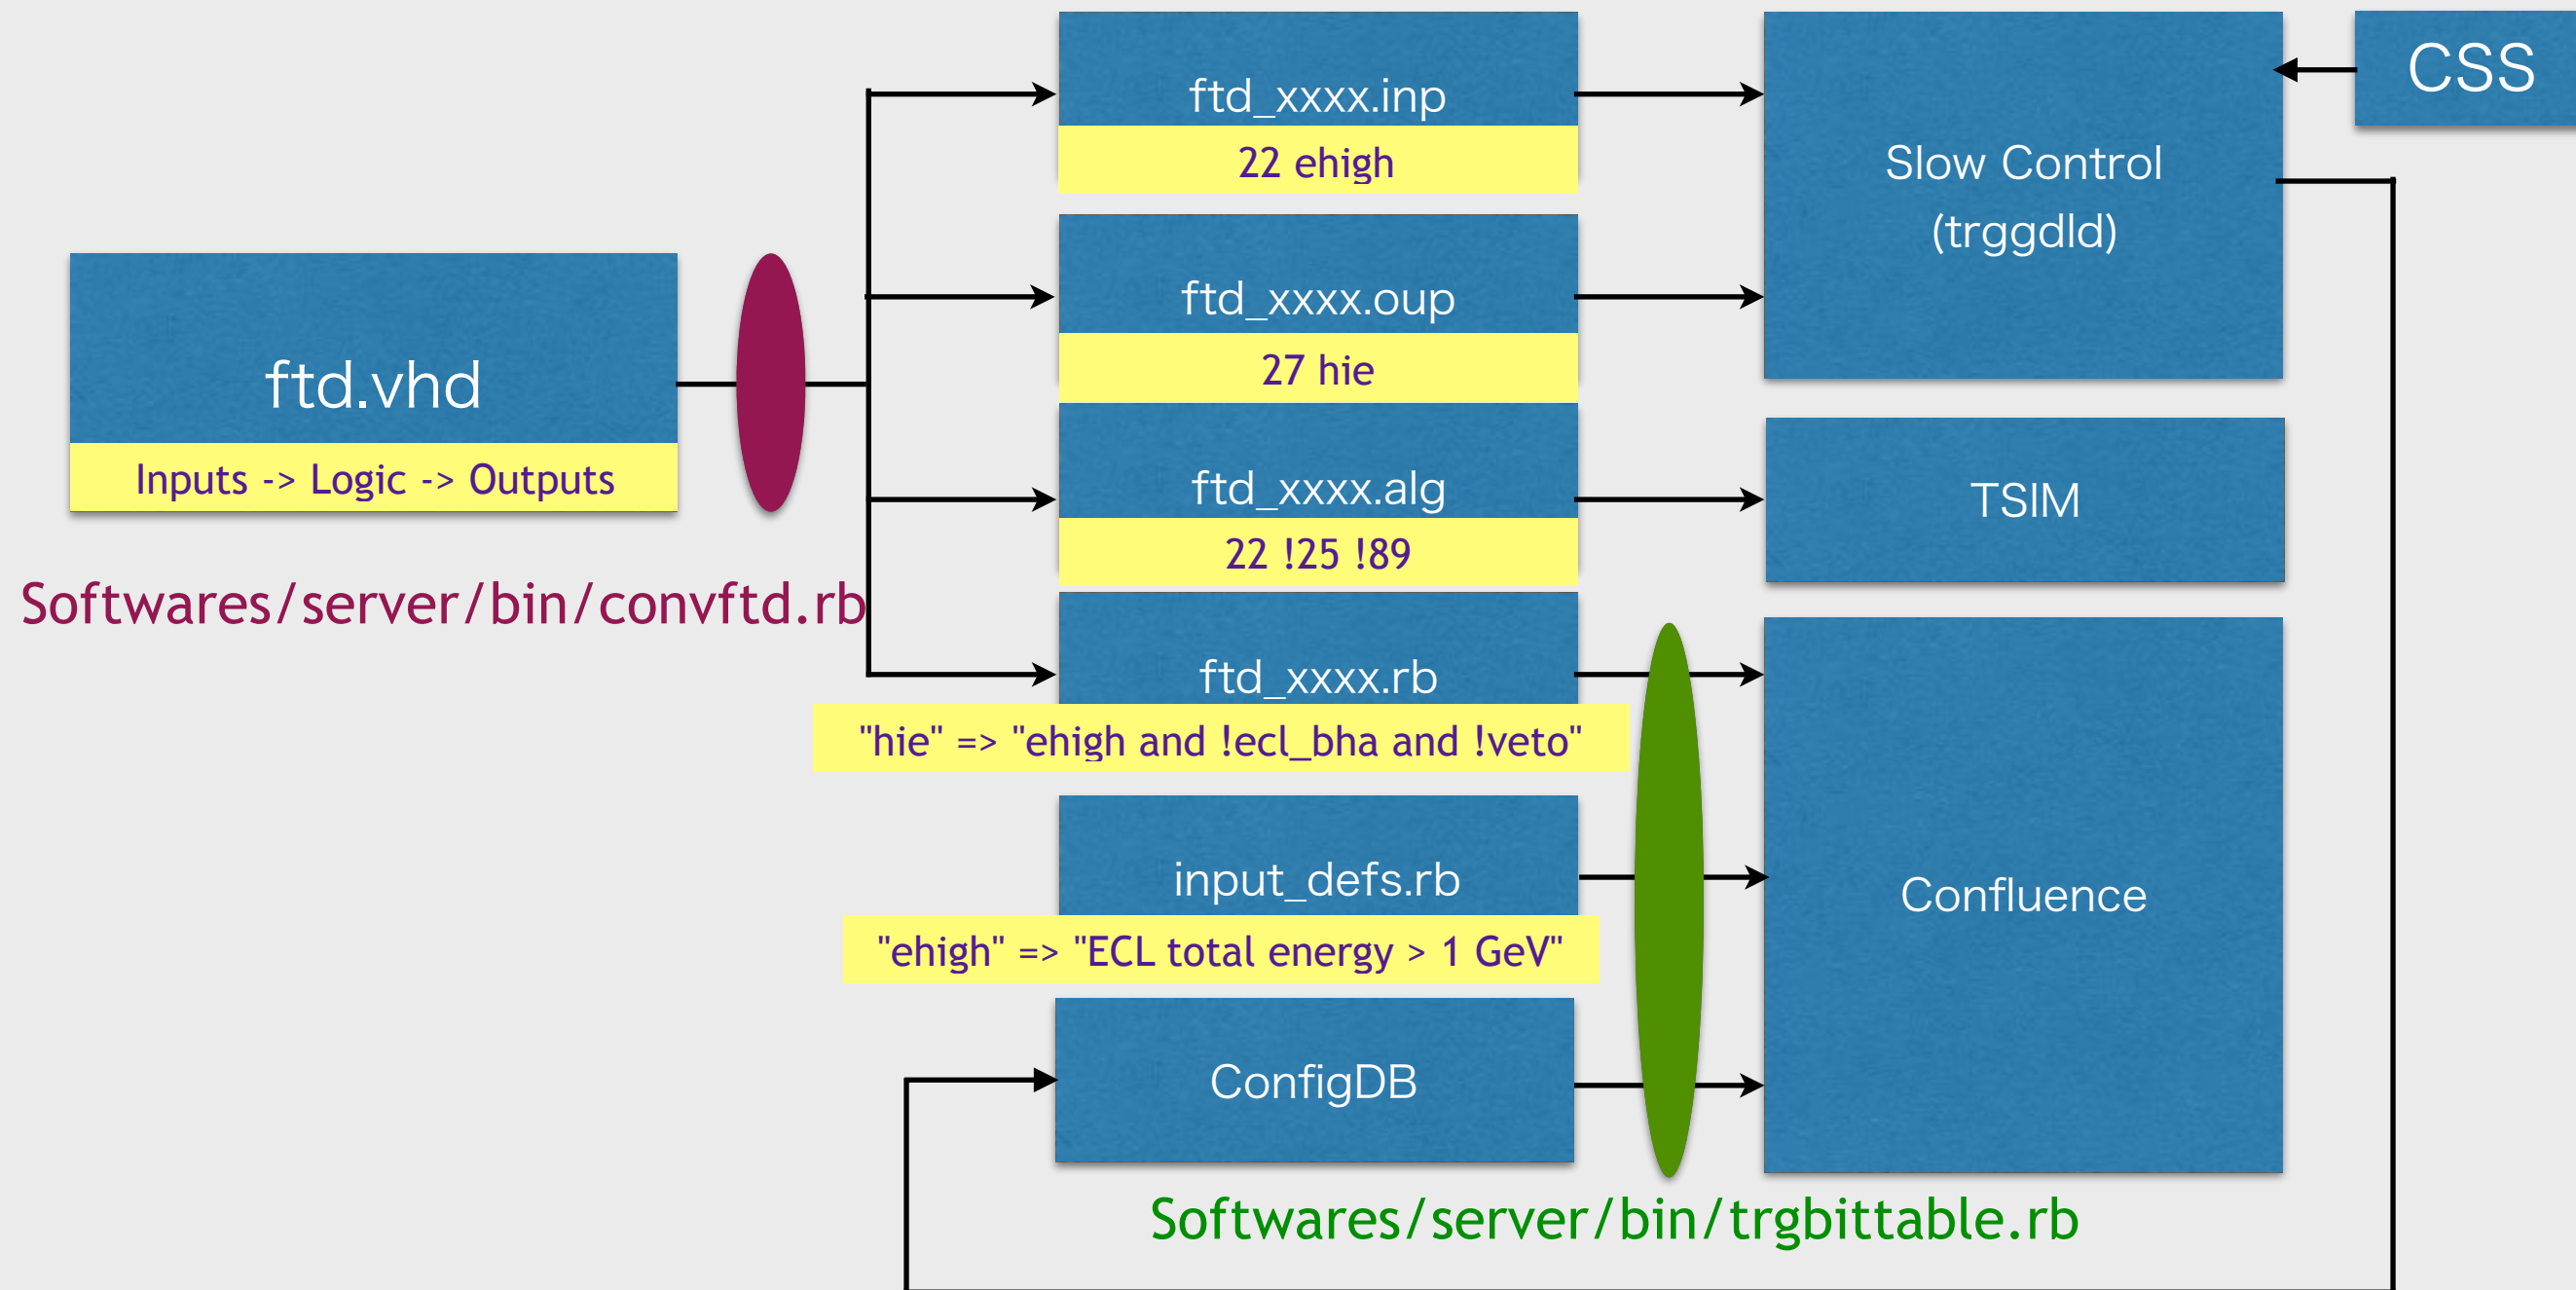 ftd_xxxx.inp
22 ehigh
CSS
Slow Control
(trggdld)
ftd_xxxx.oup
27 hie
ftd.vhd
Inputs -> Logic -> Outputs
ftd_xxxx.alg
22 !25 !89
TSIM
Softwares/server/bin/convftd.rb
ftd_xxxx.rb
"hie" => "ehigh and !ecl_bha and !veto"
input_defs.rb
"ehigh" => "ECL total energy > 1 GeV"
Confluence
ConfigDB
Softwares/server/bin/trgbittable.rb